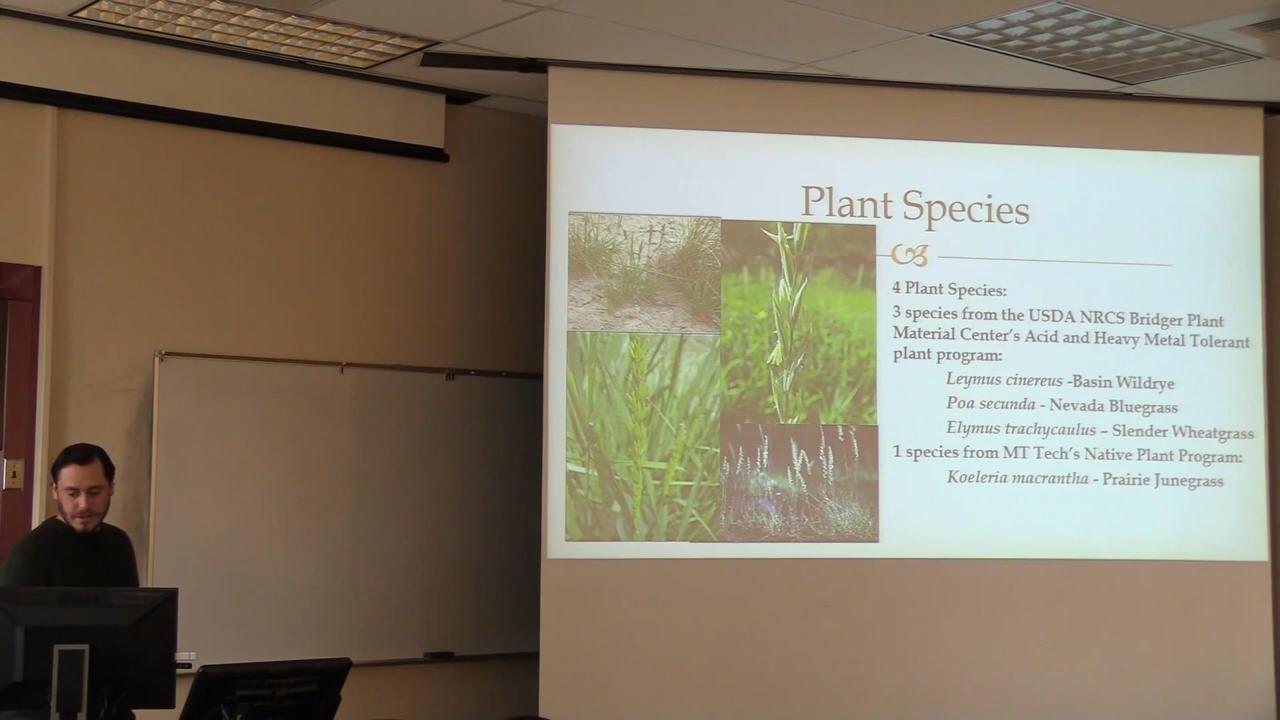 Plant Species
4 Plant Species:
3 species from the USDA NRCS Bridger Plant
Material Center's Acid and Heavy Metal Tolerant
plant program:
Leymus cinereus -Basin Wildrye
Poa secunda - Nevada Bluegrass
Elymus trachycaulus – Slender Wheatgrass
1 species from MT Tech's Native Plant Program:
Koeleria macrantha - Prairie Junegrass